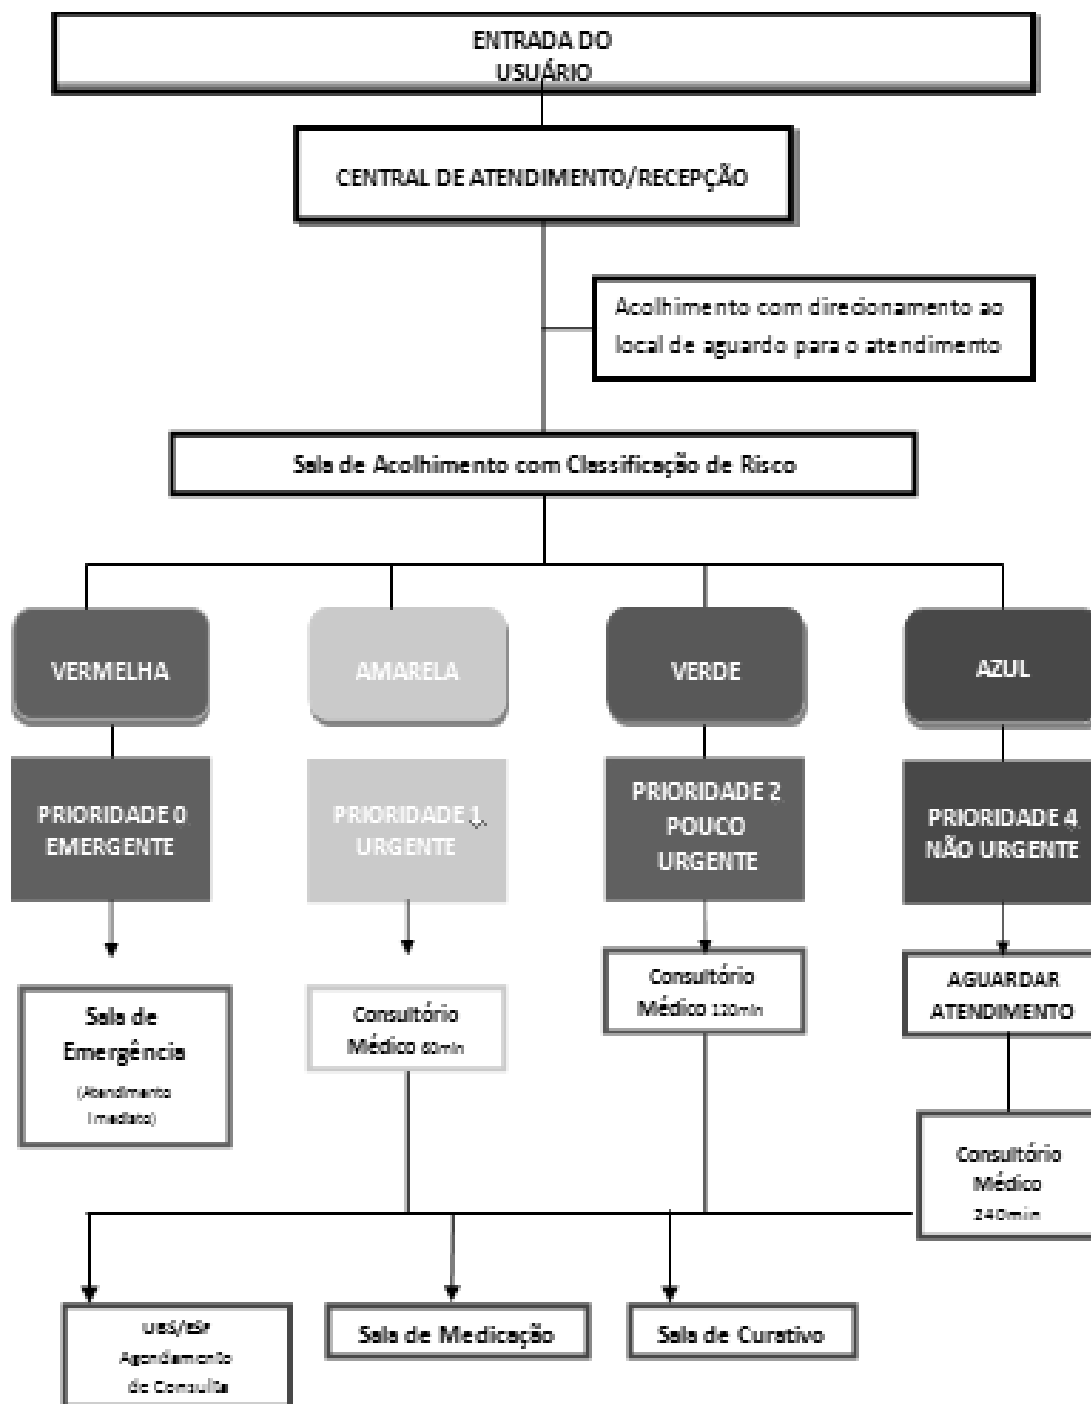 ENTRADA DO
USUÁRIO
CENTRAL DE ATENDIMENTO/RECEPÇÃO
Acolhimento com direcionamento ao
local de aguardo para o atendimento
Sala de Acolhimento com Classificação de Risco
VERMELHA
AMARELA
VERDE
AZUL
PRIORIDADE 0
EMERGENTE
PRIORIDADE 1
URGENTE
PRIORIDADE 2
POUCO
URGENTE
PRIORIDADE 4
NÃO URGENTE
Sala de
Emergência
(Atendimento
Imediato)
Consultório
Médico 60min
Consultório
Médico 120min
AGUARDAR
ATENDIMENTO
Consultório
Médico
240min
UBS/ESF
Agendamento
de Consulta
Sala de Medicação
Sala de Curativo